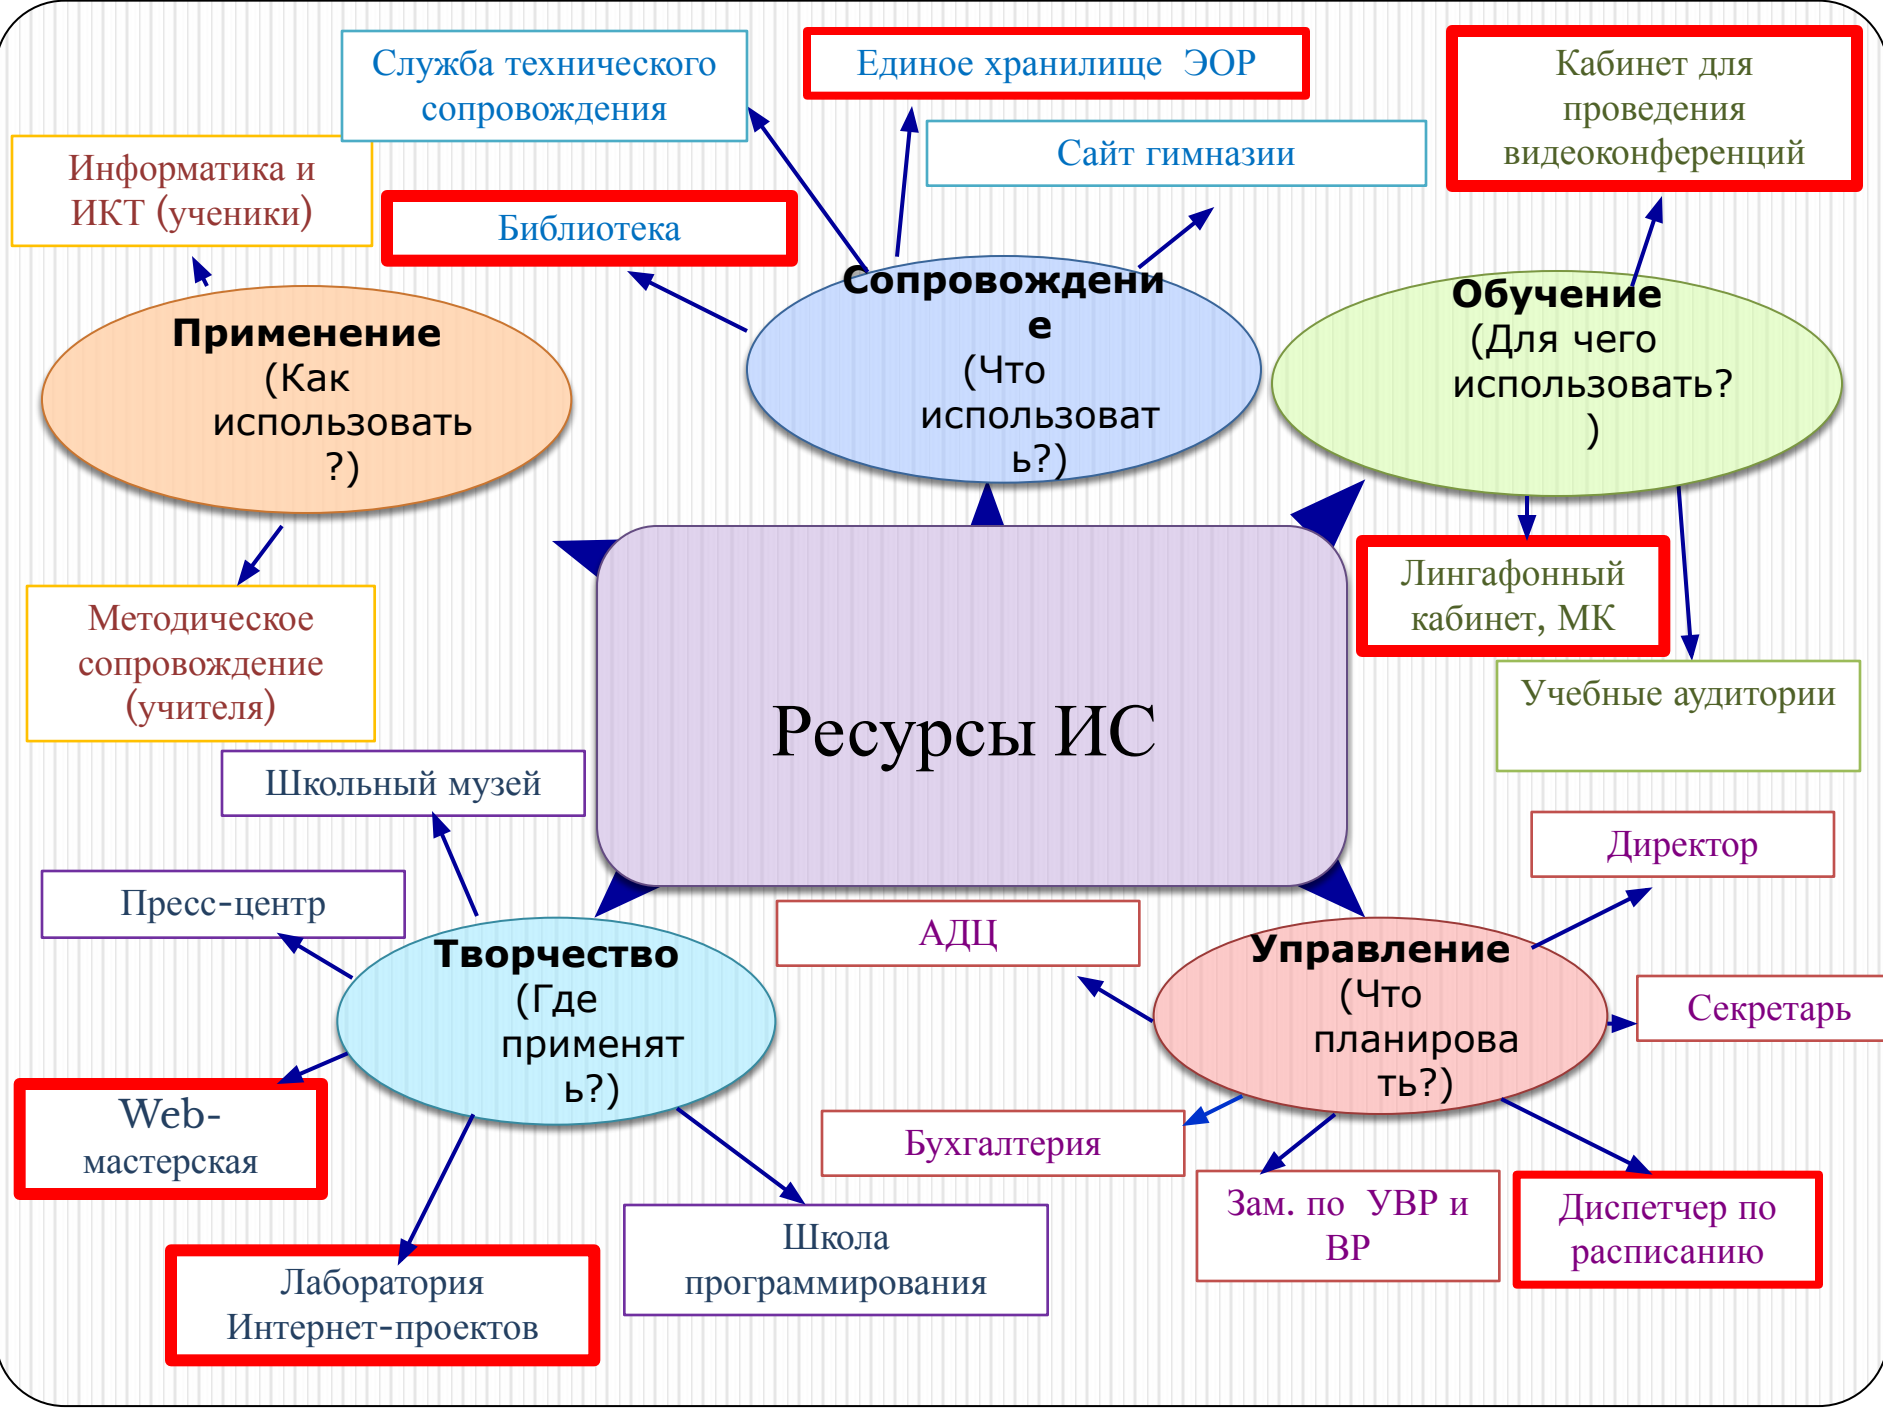 Служба технического
сопровождения
Единое хранилище ЭОР
Кабинет для
проведения
видеоконференций
Информатика и
ИКТ (ученики)
Сайт гимназии
Библиотека
Применение
(Как
использовать
?)
Сопровождени
е
(Что
использоват
ь?)
Обучение
(Для чего
использовать?
)
Лингафонный
кабинет, МК
Методическое
сопровождение
(учителя)
Учебные аудитории
Ресурсы ИС
Школьный музей
Директор
Пресс-центр
АДЦ
Творчество
(Где
применят
ь?)
Управление
(Что
планирова
ть?)
Секретарь
Web-
мастерская
Бухгалтерия
Школа
программирования
Зам. по УВР и
ВР
Диспетчер по
расписанию
Лаборатория
Интернет-проектов